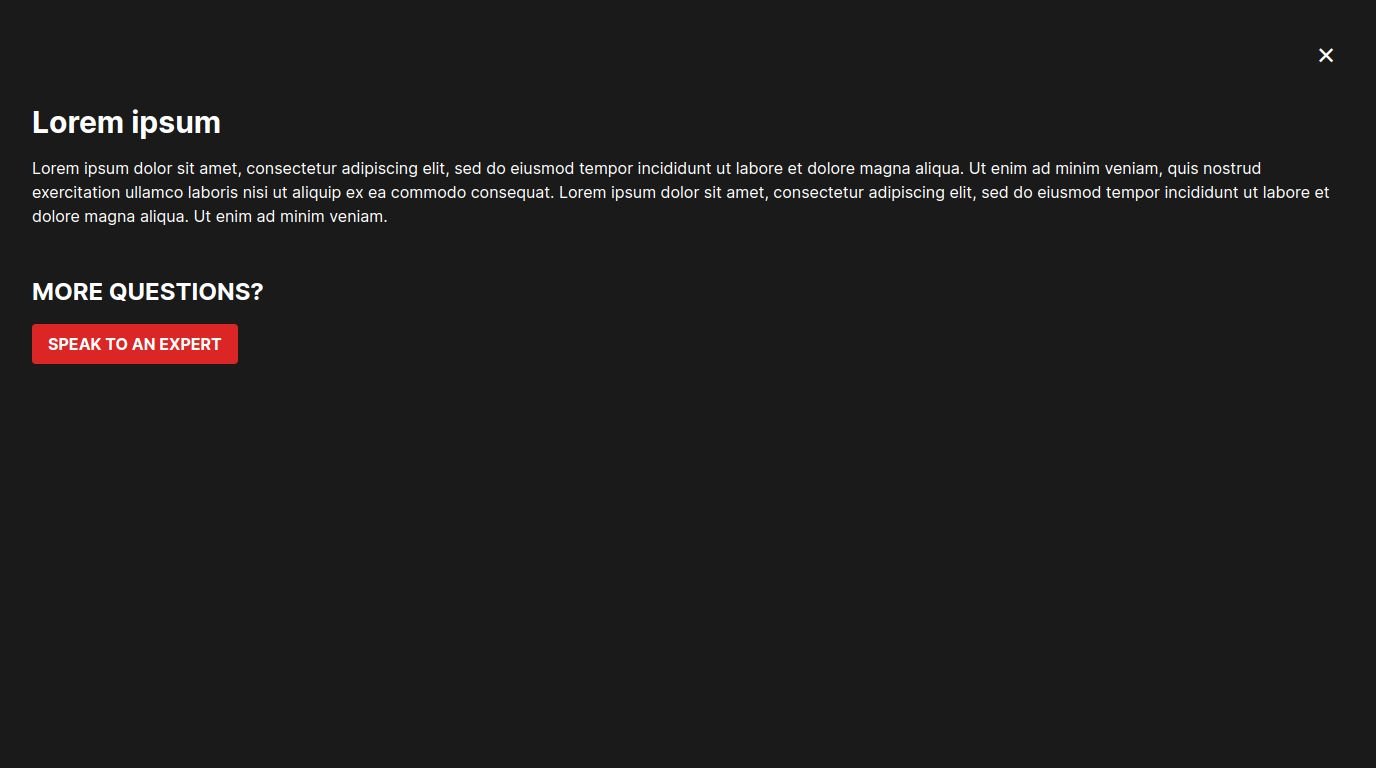 Lorem ipsum
Lorem ipsum dolor sit amet, consectetur adipiscing elit, sed do eiusmod tempor incididunt ut labore et dolore magna aliqua. Ut enim ad minim veniam, quis nostrud
exercitation ullamco laboris nisi ut aliquip ex ea commodo consequat. Lorem ipsum dolor sit amet, consectetur adipiscing elit, sed do eiusmod tempor incididunt ut labore et
dolore magna aliqua. Ut enim ad minim veniam.
MORE QUESTIONS?
SPEAK TO AN EXPERT